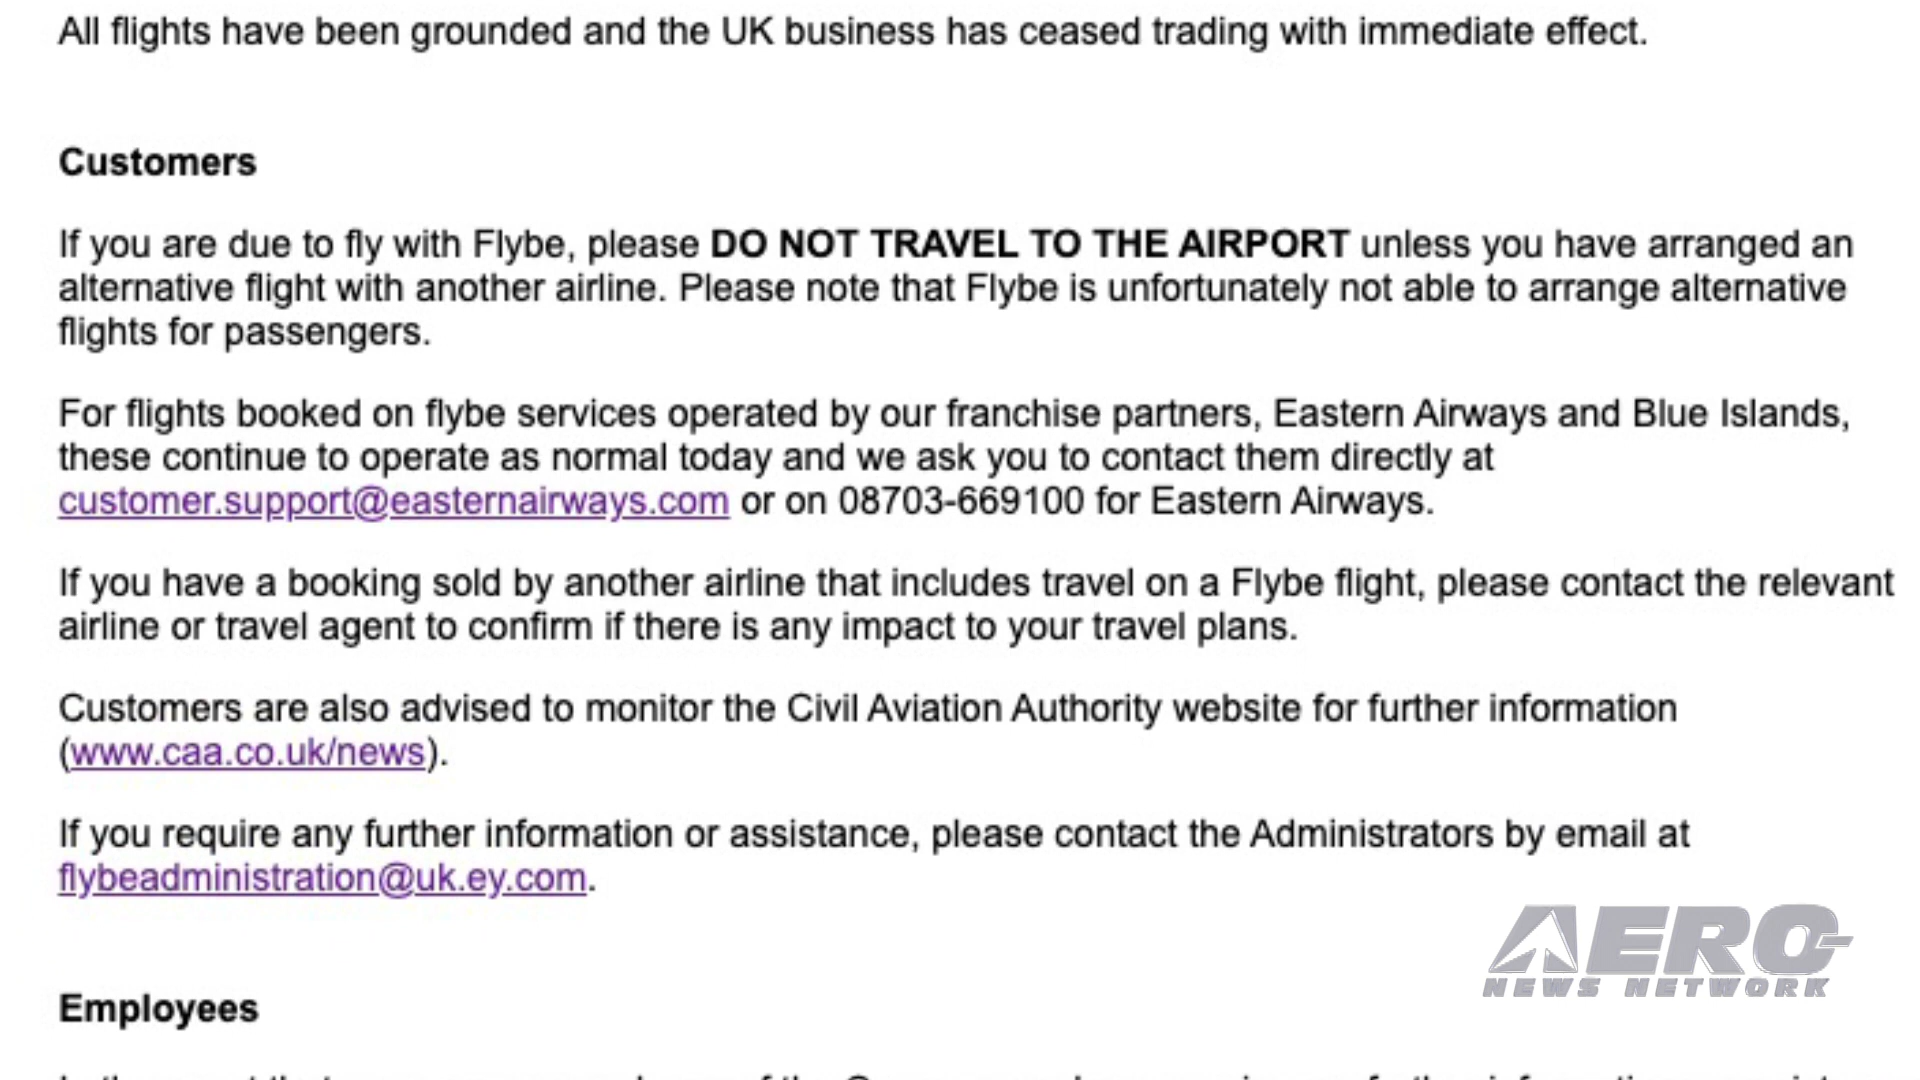 All flights have been grounded and the UK business has ceased trading with immediate effect.
Customers
If you are due to fly with Flybe, please DO NOT TRAVEL TO THE AIRPORT unless you have arranged an
alternative flight with another airline. Please note that Flybe is unfortunately not able to arrange alternative
flights for passengers.
For flights booked on flybe services operated by our franchise partners, Eastern Airways and Blue Islands,
these continue to operate as normal today and we ask you to contact them directly at
customer.support@easternairways.com or on 08703-669100 for Eastern Airways.
If you have a booking sold by another airline that includes travel on a Flybe flight, please contact the relevant
airline or travel agent to confirm if there is any impact to your travel plans.
Customers are also advised to monitor the Civil Aviation Authority website for further information
(www.caa.co.uk/news).
If you require any further information or assistance, please contact the Administrators by email at
flybeadministration@uk.ey.com.
AERO-
NEWS NETWORK
Employees